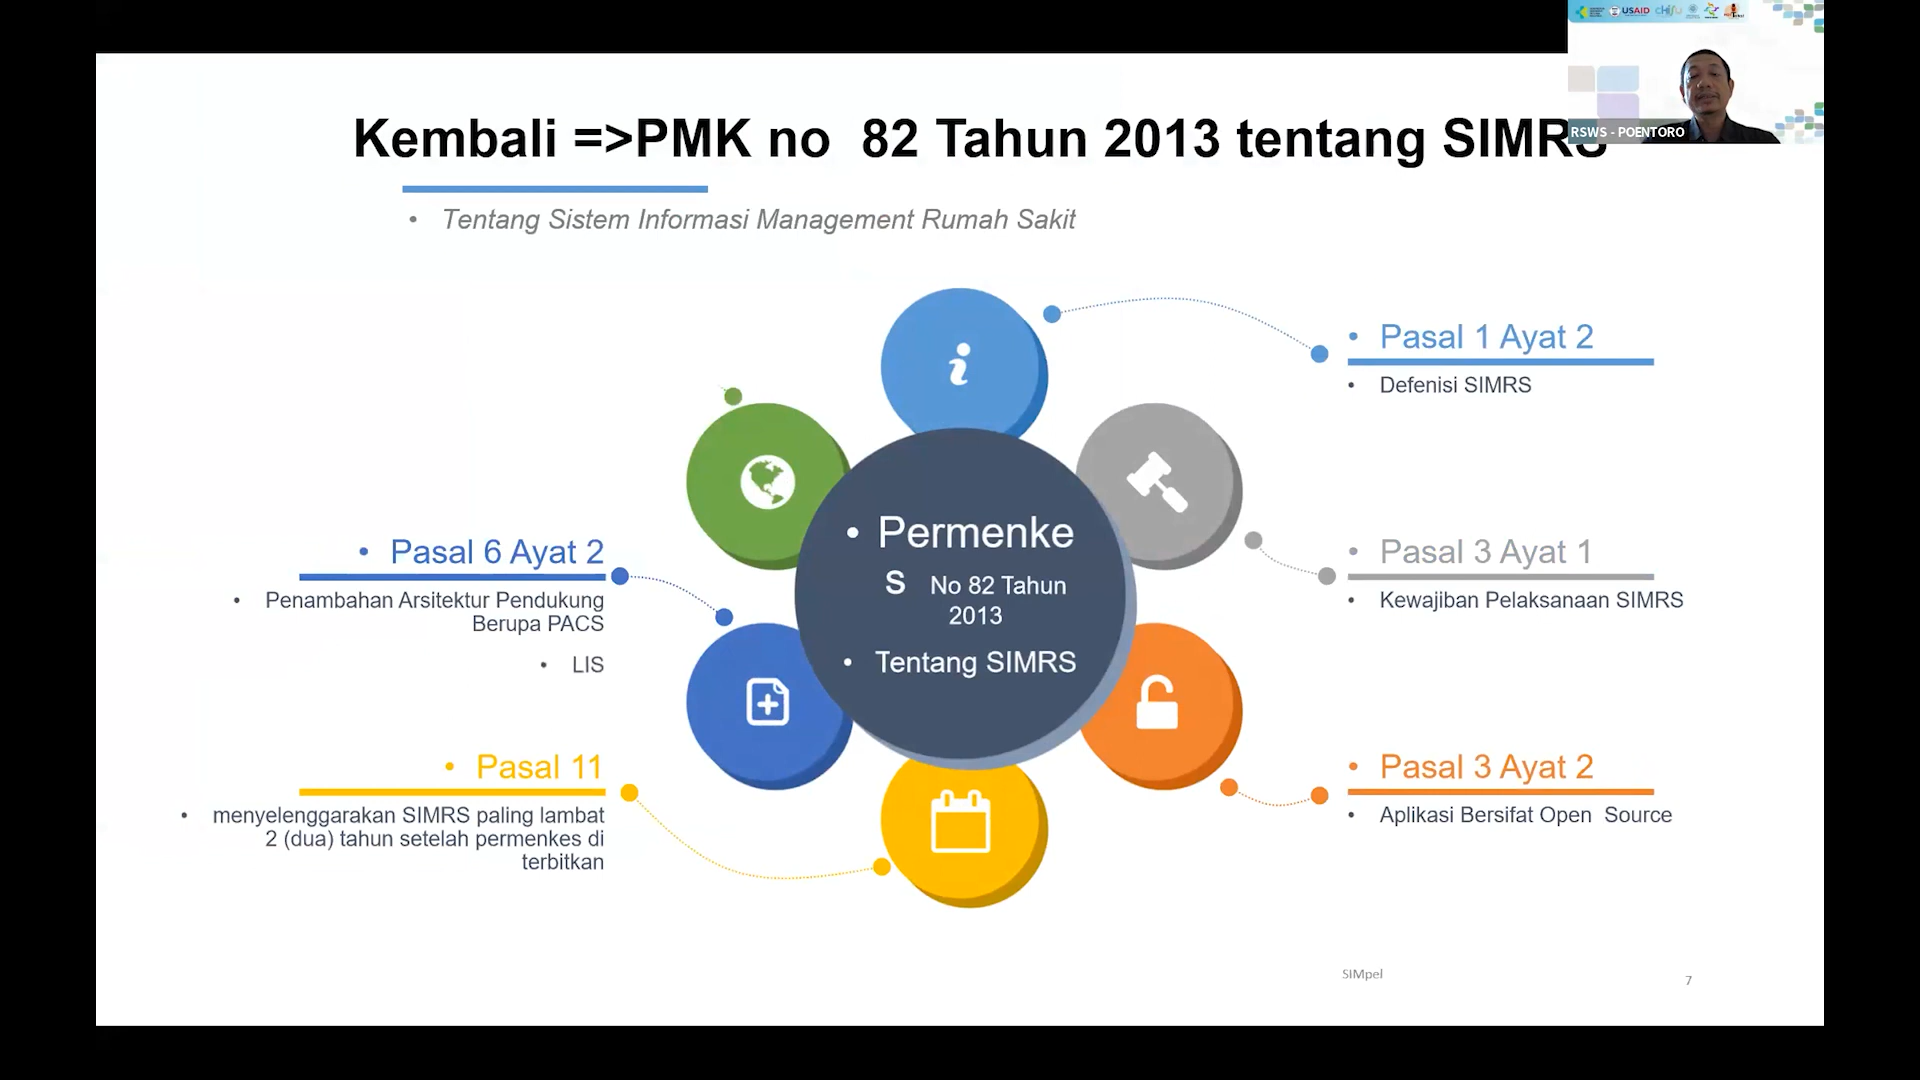 USAID
CHISU
Kembali =>PMK no  82 Tahun 2013 tentang SIMRS
RSWS - POENTORO
• Tentang Sistem Informasi Management Rumah Sakit
• Pasal 1 Ayat 2
• Defenisi SIMRS
• Pasal 3 Ayat 1
• Kewajiban Pelaksanaan SIMRS
• Pasal 3 Ayat 2
• Aplikasi Bersifat Open  Source
• Permenke
S No 82 Tahun
2013
• Tentang SIMRS
• Pasal 6 Ayat 2
• Penambahan Arsitektur Pendukung
Berupa PACS
• LIS
• Pasal 11
• menyelenggarakan SIMRS paling lambat
2 (dua) tahun setelah permenkes di
terbitkan
SIMpel
7